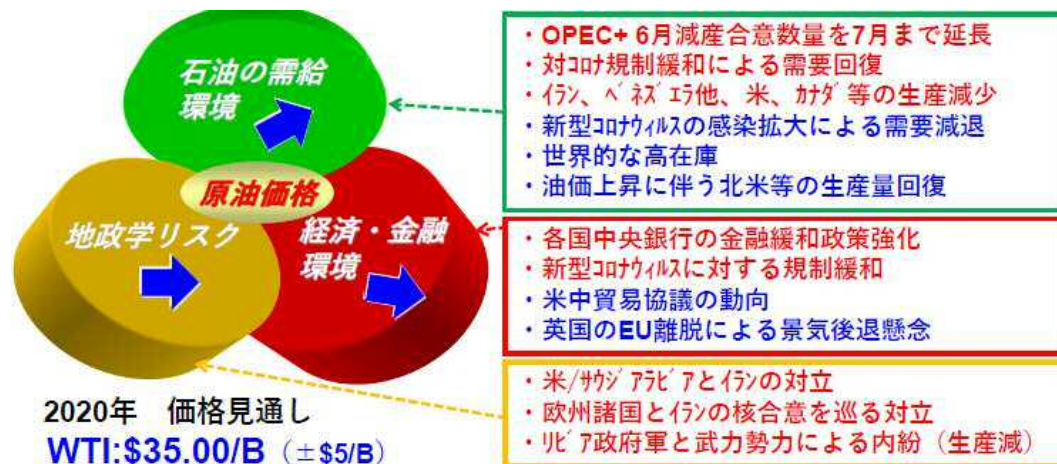 石油の需給
環境
原油価格
地政学リスク
経済・金融
環境
2020年 価格見通し
WTI:$35.00/B (±$5/B)
・OPEC+ 6月減産合意数量を7月まで延長
・対ｺﾛﾅ規制緩和による需要回復
・ｲﾗﾝ、ﾍﾞﾈｽﾞｴﾗ他、米、ｶﾅﾀﾞ等の生産減少
・新型ｺﾛﾅｳｨﾙｽの感染拡大による需要減退
・世界的な高在庫
・油価上昇に伴う北米等の生産量回復
・各国中央銀行の金融緩和政策強化
・新型ｺﾛﾅｳｨﾙｽに対する規制緩和
・米中貿易協議の動向
・英国のEU離脱による景気後退懸念
・米/ｻｳｼﾞｱﾗﾋﾞｱとイランの対立
・欧州諸国とｲﾗﾝの核合意を巡る対立
・ﾘﾋﾞｱ政府軍と武力勢力による内紛（生産減）